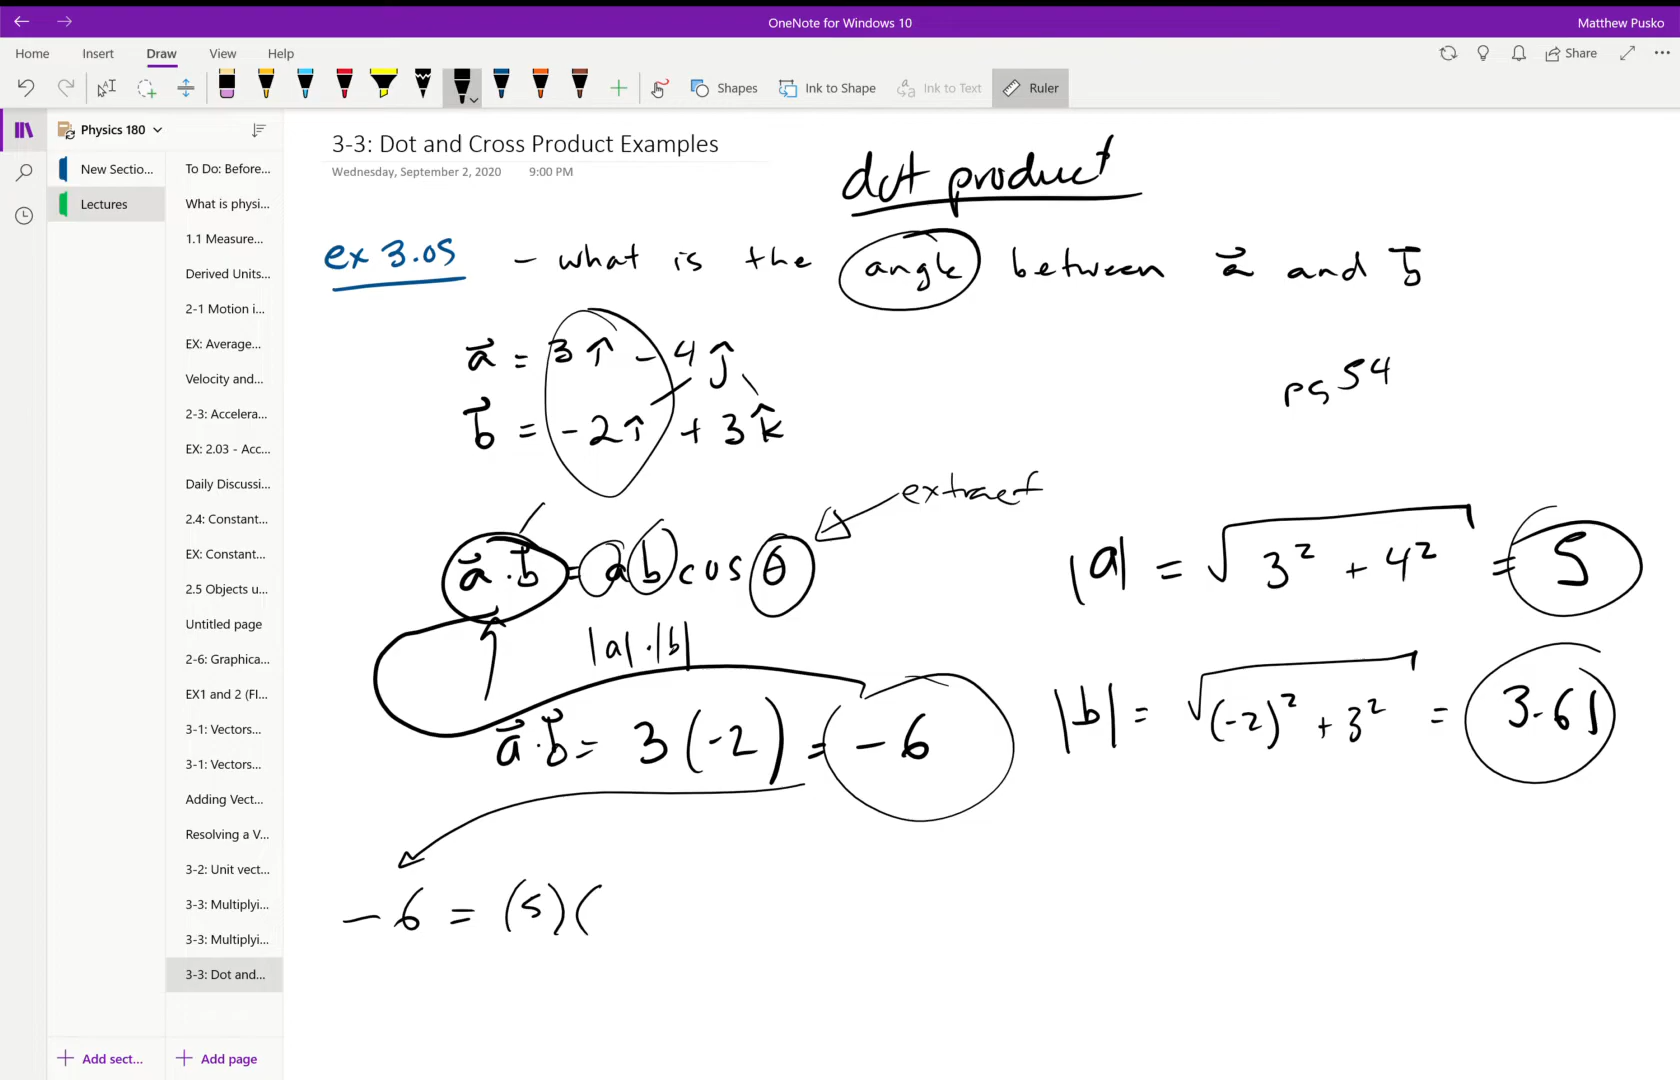 OneNote for Windows 10
Matthew Pusko
Home Insert Draw View Help
Share
Shapes Ink to Shape Ink to Text Ruler
Physics 180
New Sectio...
Lectures
To Do: Before...
What is physi...
1.1 Measure...
Derived Units...
2-1 Motion i...
EX: Average...
Velocity and...
2-3: Accelera...
EX: 2.03 - Acc...
Daily Discussi...
2.4: Constant...
EX: Constant...
2.5 Objects u...
Untitled page
2-6: Graphica...
EX1 and 2 (Fl...
3-1: Vectors...
3-1: Vectors...
Adding Vect...
Resolving a V...
3-2: Unit vect...
3-3: Multiplyi...
3-3: Multiplyi...
3-3: Dot and...
+ Add sect...
+ Add page
3-3: Dot and Cross Product Examples
Wednesday, September 2, 2020 9:00 PM
dot product
ex 3.05 - what is the angle between a⃗ and b⃗
a⃗ = 3î - 4ĵ
b⃗ = -2î + 3k̂
pg 54
extract
a⃗ · b⃗ = a b cos θ
|a| · |b|
a⃗ · b⃗ = 3 (-2) = -6
|a| = √3² + 4² = 5
|b| = √(-2)² + 3² = 3.61
-6 = (5)(